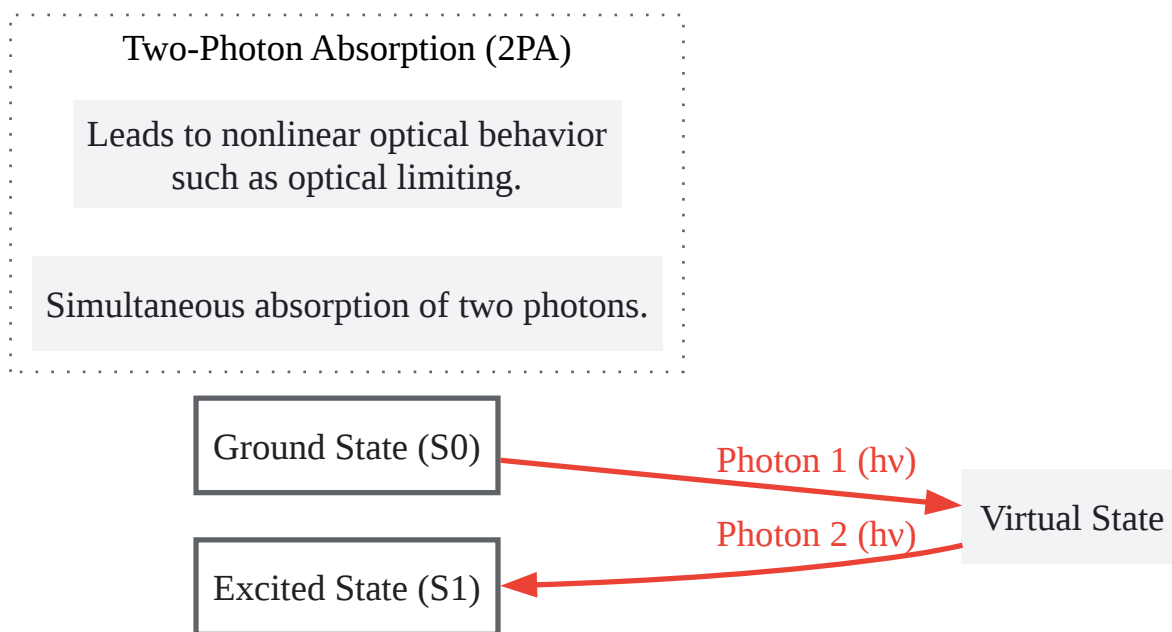 Two-Photon Absorption (2PA)
Leads to nonlinear optical behavior
such as optical limiting.
Simultaneous absorption of two photons.
Ground State (S0)
Photon 1 (hν)
Virtual State
Photon 2 (hν)
Excited State (S1)